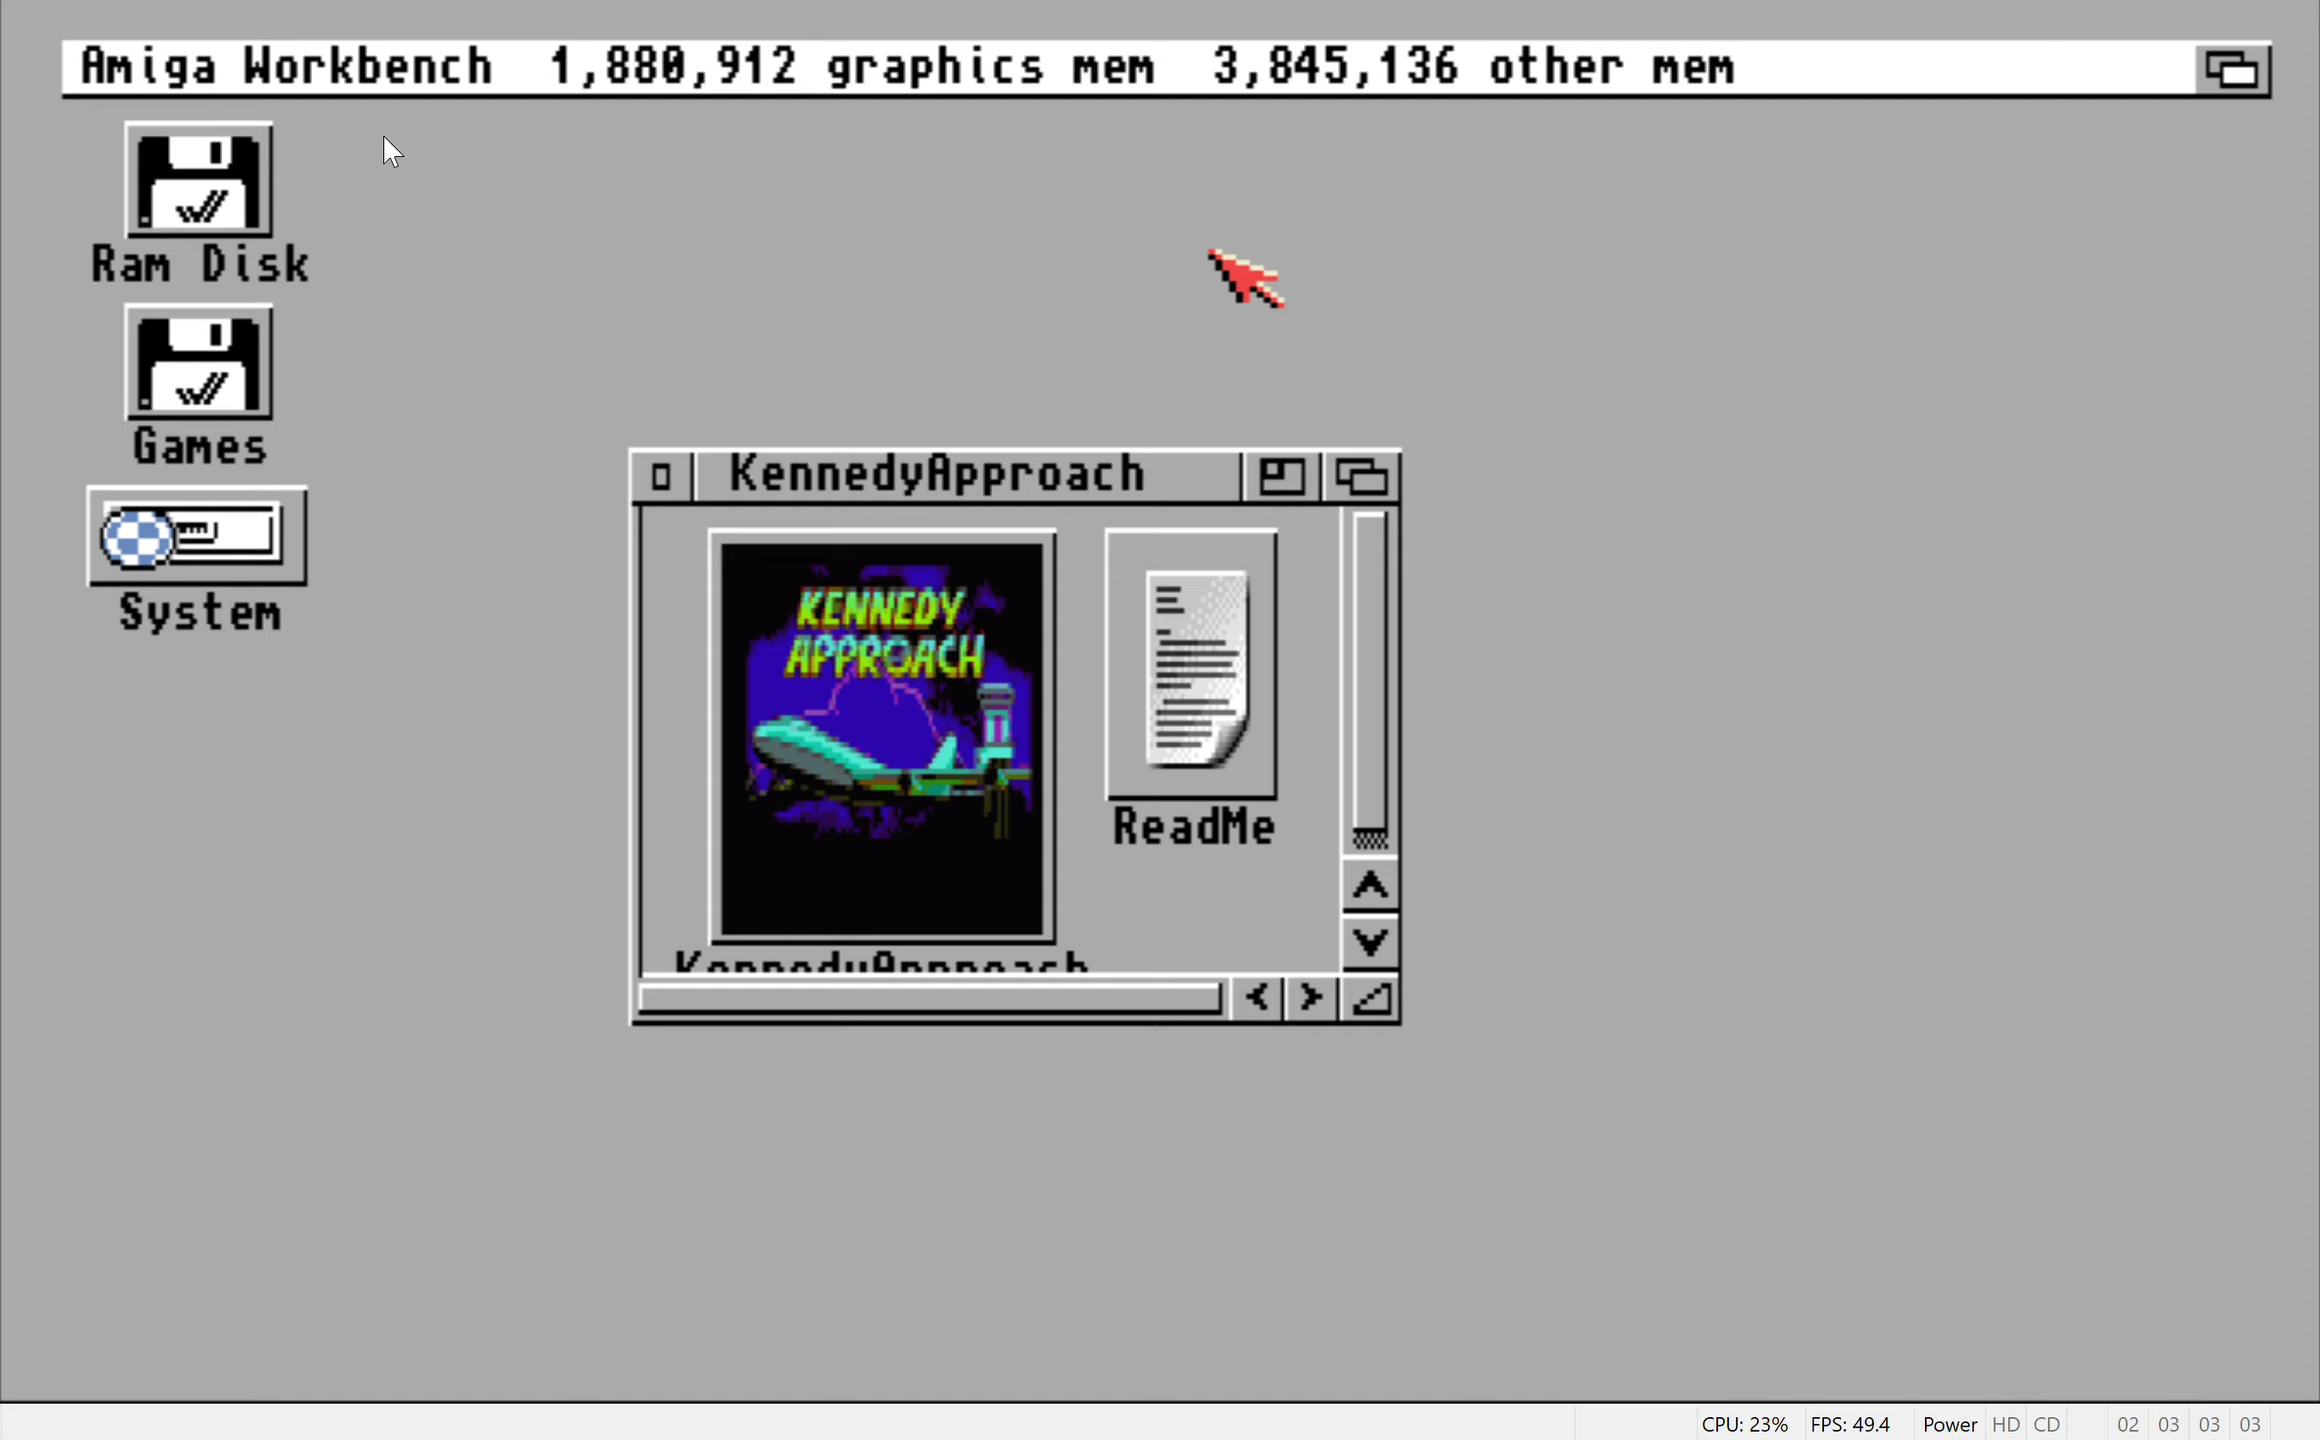 Amiga Workbench 1,880,912 graphics mem 3,845,136 other mem
Ram Disk
Games
System
KennedyApproach
KENNEDY
APPROACH
ReadMe
KennedyApproach
CPU: 23% FPS: 49.4 Power HD CD 02 03 03 03